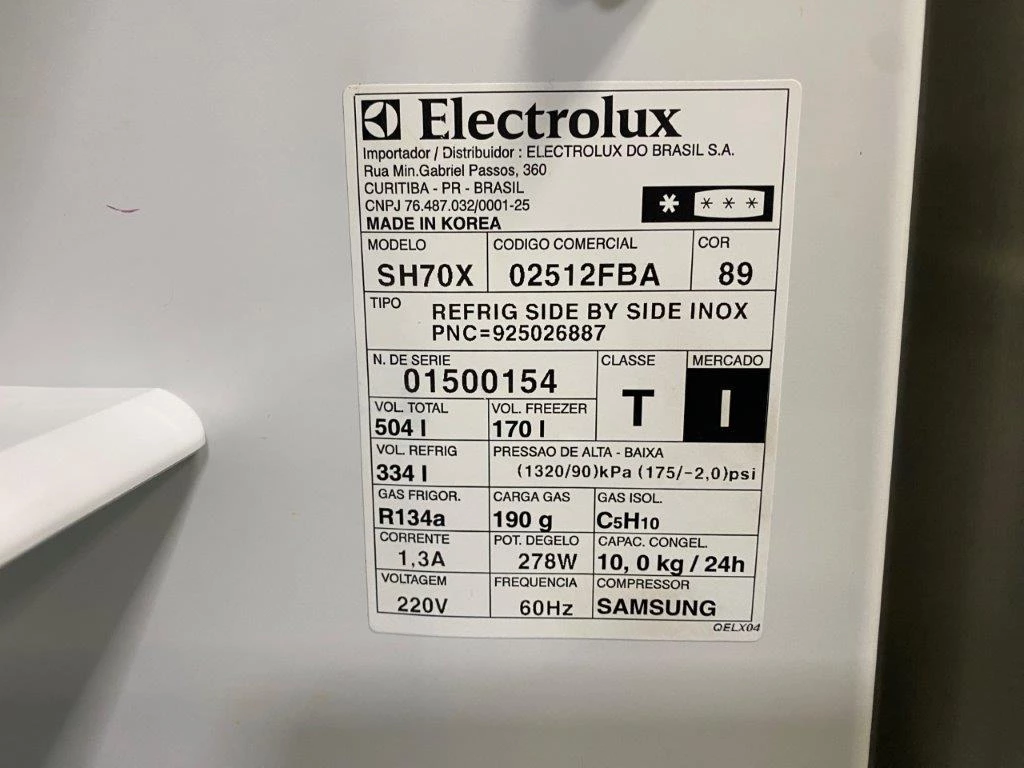 Electrolux
Importador / Distribuidor : ELECTROLUX DO BRASIL S.A.
Rua Min.Gabriel Passos, 360
CURITIBA - PR - BRASIL
CNPJ 76.487.032/0001-25
* ***
MADE IN KOREA
MODELO CODIGO COMERCIAL COR
SH70X 02512FBA 89
TIPO
REFRIG SIDE BY SIDE INOX
PNC=925026887
N. DE SERIE CLASSE MERCADO
01500154 T I
VOL. TOTAL VOL. FREEZER
504 l 170 l
VOL. REFRIG PRESSAO DE ALTA - BAIXA
334 l (1320/90)kPa (175/-2,0)psi
GAS FRIGOR. CARGA GAS GAS ISOL.
R134a 190 g C5H10
CORRENTE POT. DEGELO CAPAC. CONGEL.
1,3A 278W 10, 0 kg / 24h
VOLTAGEM FREQUENCIA COMPRESSOR
220V 60Hz SAMSUNG
QELX04